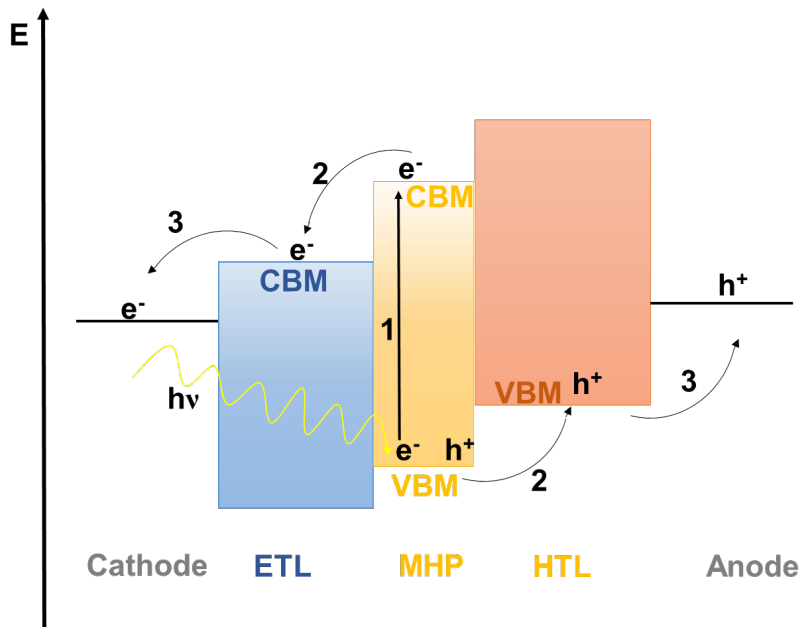 E
e⁻
2
CBM
3
e⁻
CBM
h⁺
e⁻
1
hν
VBM
h⁺
3
e⁻
h⁺
VBM
2
Cathode
ETL
MHP
HTL
Anode